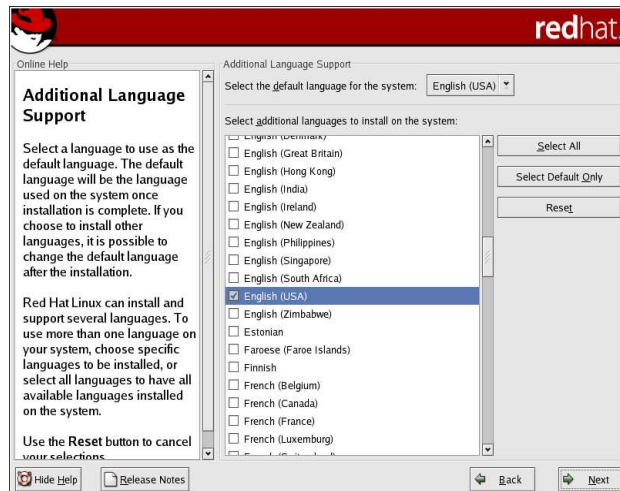 redhat.
Online Help
Additional Language
Support
Select a language to use as the
default language. The default
language will be the language
used on the system once
installation is complete. If you
choose to install other
languages, it is possible to
change the default language
after the installation.
Red Hat Linux can install and
support several languages. To
use more than one language on
your system, choose specific
languages to be installed, or
select all languages to have all
available languages installed
on the system.
Use the Reset button to cancel
your selections
Additional Language Support
Select the default language for the system: English (USA)
Select additional languages to install on the system:
English (Denmark)
English (Great Britain)
English (Hong Kong)
English (India)
English (Ireland)
English (New Zealand)
English (Philippines)
English (Singapore)
English (South Africa)
English (USA)
English (Zimbabwe)
Estonian
Faroese (Faroe Islands)
Finnish
French (Belgium)
French (Canada)
French (France)
French (Luxemburg)
Select All
Select Default Only
Reset
Hide Help
Release Notes
Back
Next